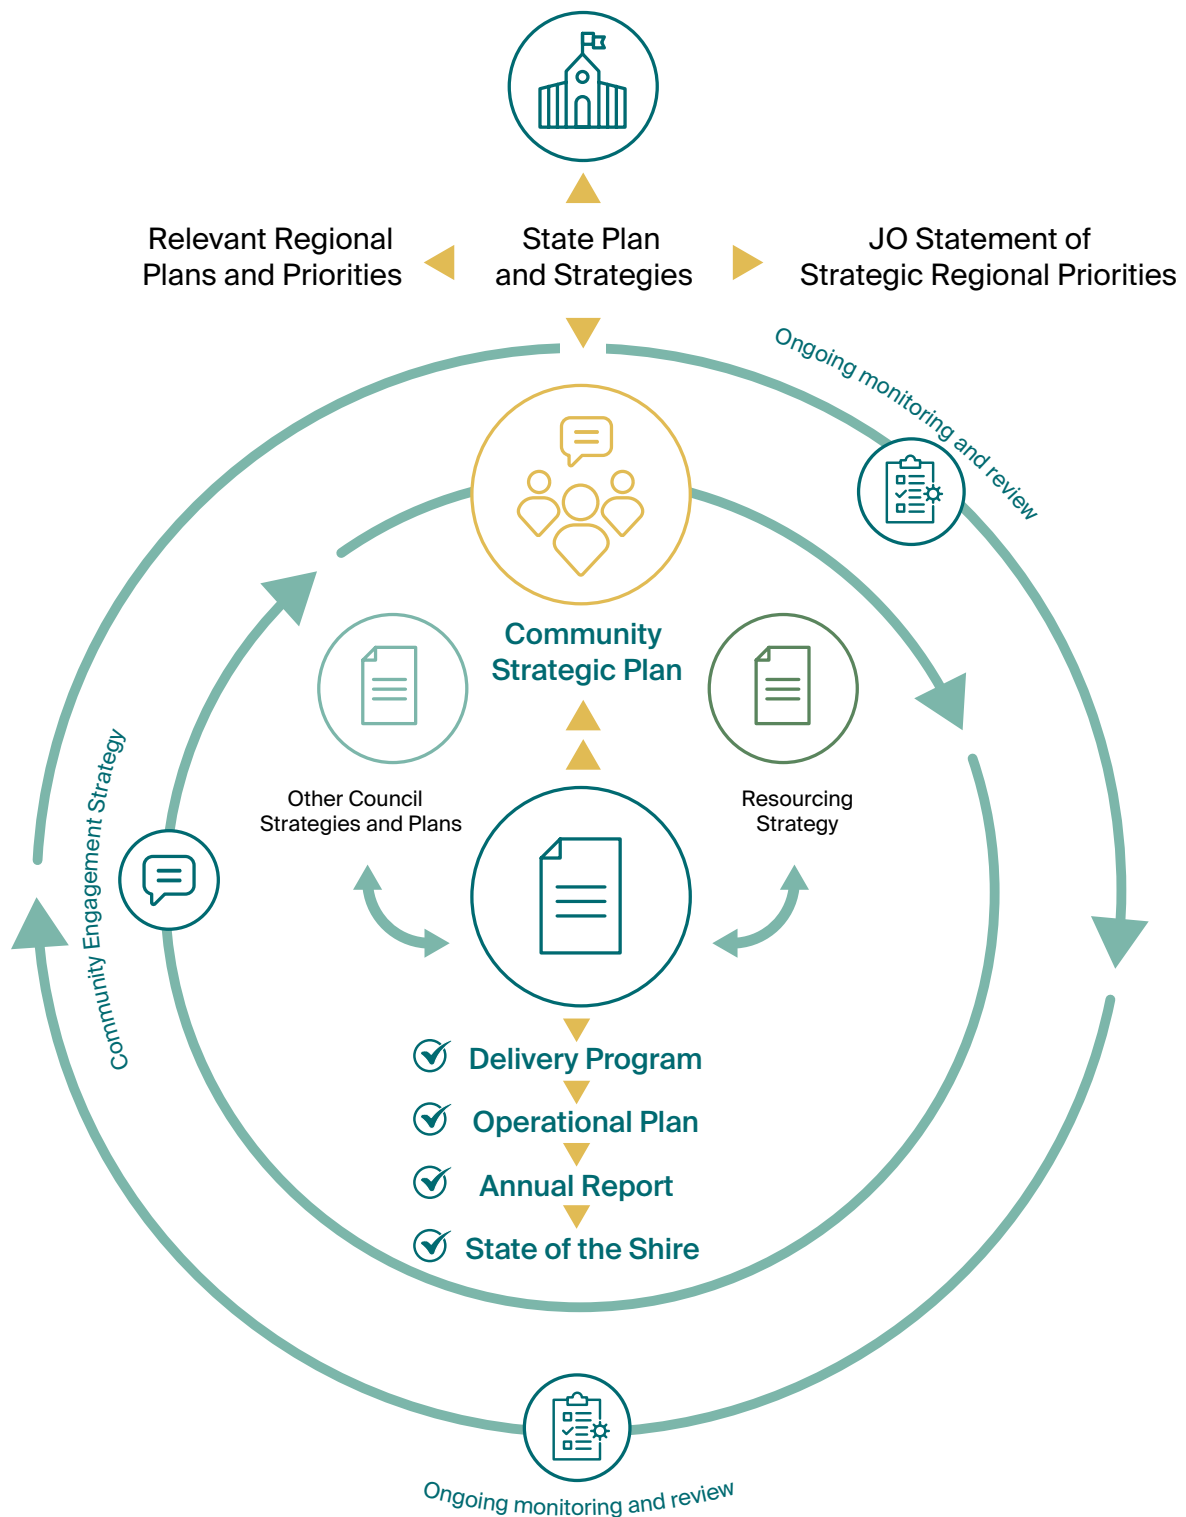 Relevant Regional
Plans and Priorities
State Plan
and Strategies
JO Statement of
Strategic Regional Priorities
Ongoing monitoring and review
Community
Strategic Plan
Community Engagement Strategy
Other Council
Strategies and Plans
Resourcing
Strategy
Delivery Program
Operational Plan
Annual Report
State of the Shire
Ongoing monitoring and review